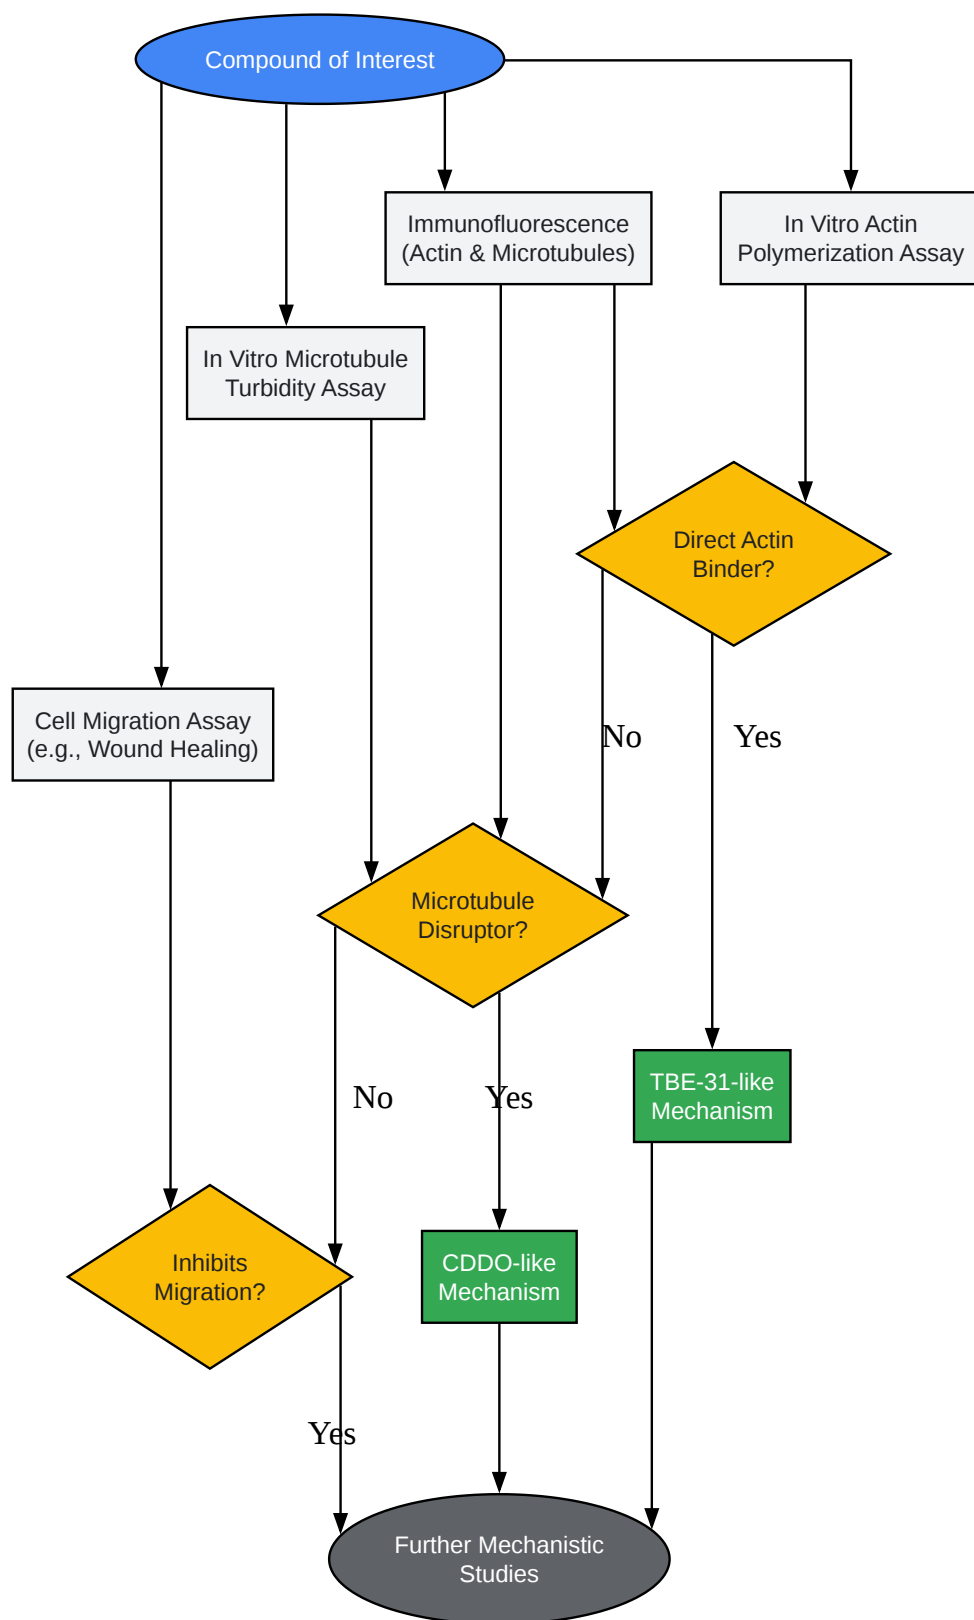 Compound of Interest
Immunofluorescence
(Actin & Microtubules)
In Vitro Actin
Polymerization Assay
In Vitro Microtubule
Turbidity Assay
Direct Actin
Binder?
Cell Migration Assay
(e.g., Wound Healing)
No
Yes
Microtubule
Disruptor?
TBE-31-like
Mechanism
No
Yes
Inhibits
Migration?
CDDO-like
Mechanism
Yes
Further Mechanistic
Studies